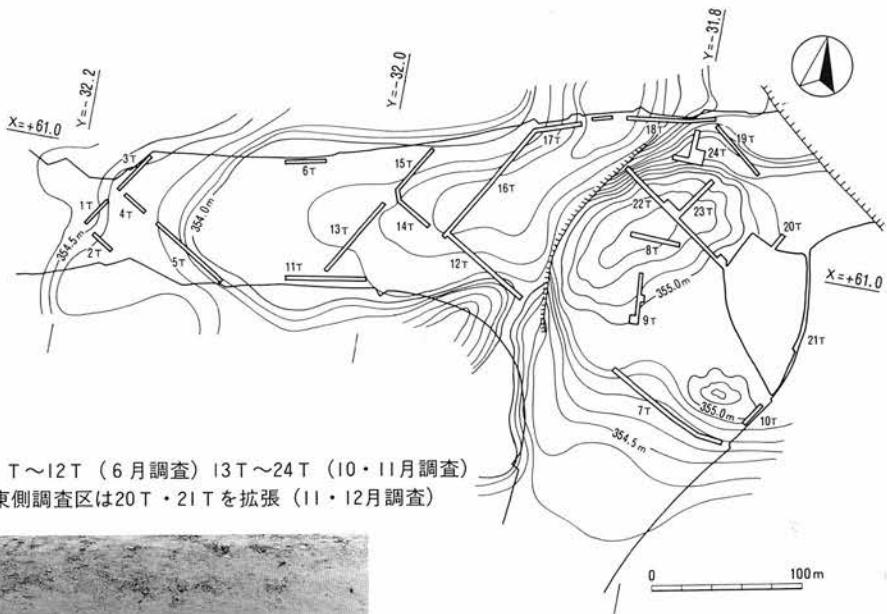 Y=-31.8
Y=-32.0
Y=-32.2
X=+61.0
18T
17T
19T
24T
3T
15T
6T
16T
22T
23T
1T
4T
354.0m
14T
13T
20T
8T
354.5m
2T
5T
12T
X=+61.0
11T
355.0m
9T
21T
7T
355.0m
10T
354.5m
T～12T（6月調査）13T～24T（10・11月調査）
東側調査区は20T・21Tを拡張（11・12月調査）
0 100m